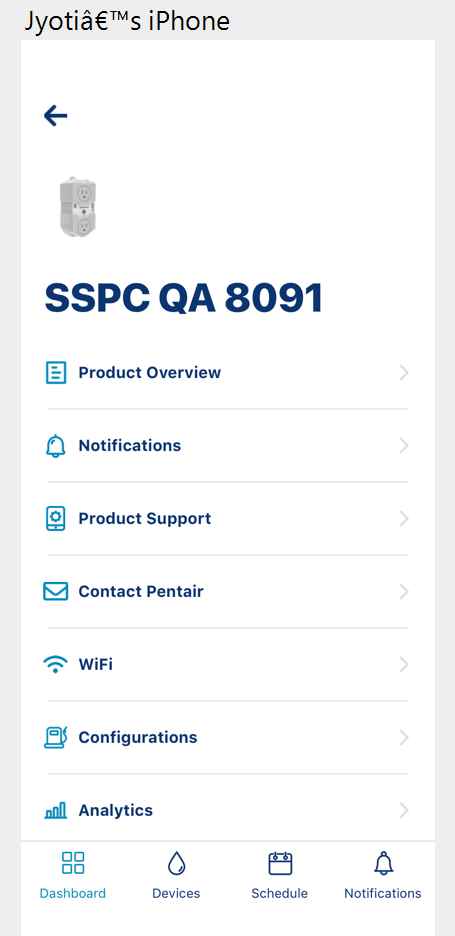 Jyotiâ€™s iPhone
SSPC QA 8091
Product Overview
Notifications
Product Support
Contact Pentair
WiFi
Configurations
Analytics
Dashboard Devices Schedule Notifications